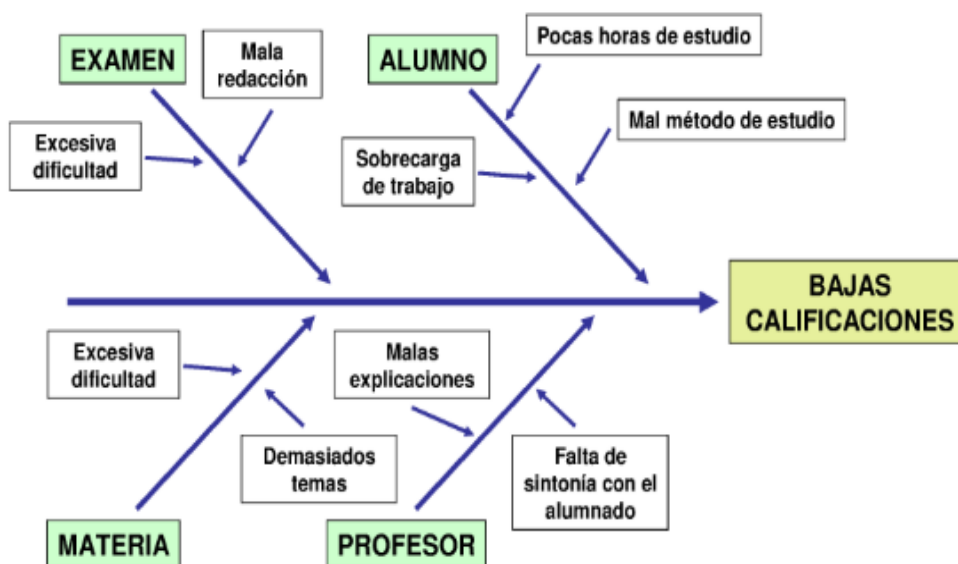 EXAMEN
Mala
redacción
Excesiva
dificultad
ALUMNO
Pocas horas de estudio
Mal método de estudio
Sobrecarga
de trabajo
BAJAS
CALIFICACIONES
Excesiva
dificultad
Demasiados
temas
MATERIA
Malas
explicaciones
Falta de
sintonía con el
alumnado
PROFESOR